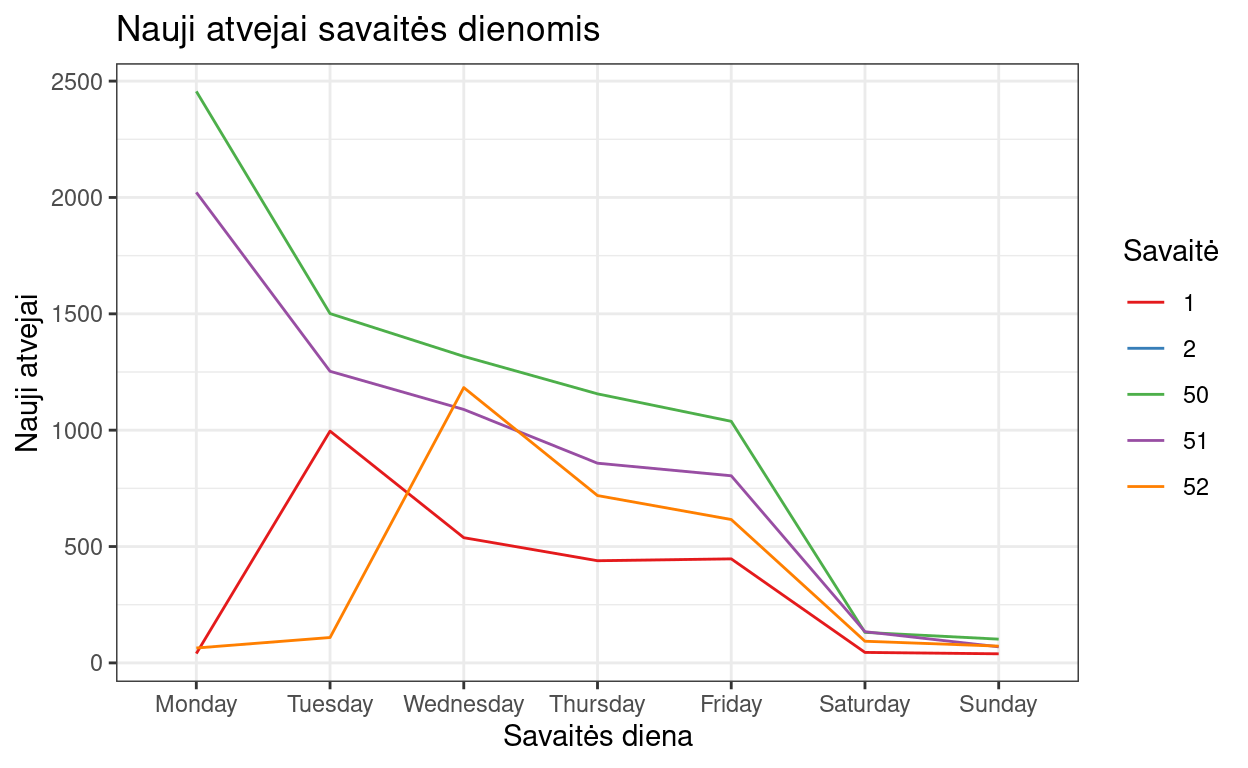 Nauji atvejai savaitės dienomis
Nauji atvejai
2500
2000
1500
1000
500
0
Monday Tuesday Wednesday Thursday Friday Saturday Sunday
Savaitės diena
Savaitė
1
2
50
51
52